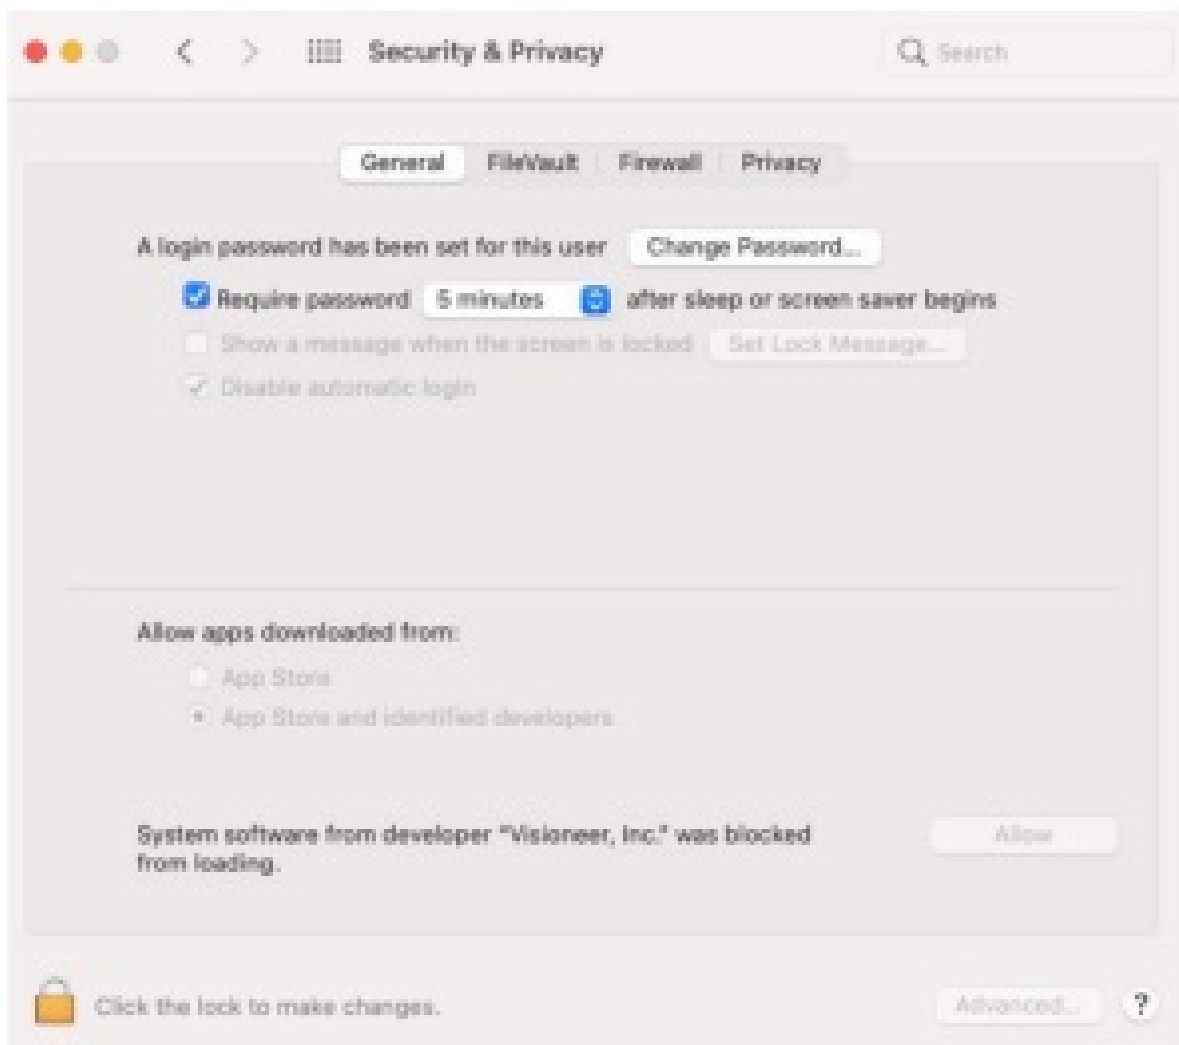 Security & Privacy
Search
General FileVault Firewall Privacy
A login password has been set for this user Change Password...
Require password 5 minutes after sleep or screen saver begins
Show a message when the screen is locked Set Lock Message...
Disable automatic login
Allow apps downloaded from:
App Store
App Store and identified developers
System software from developer "Visioneer, Inc." was blocked Allow
from loading.
Click the lock to make changes. Advanced... ?